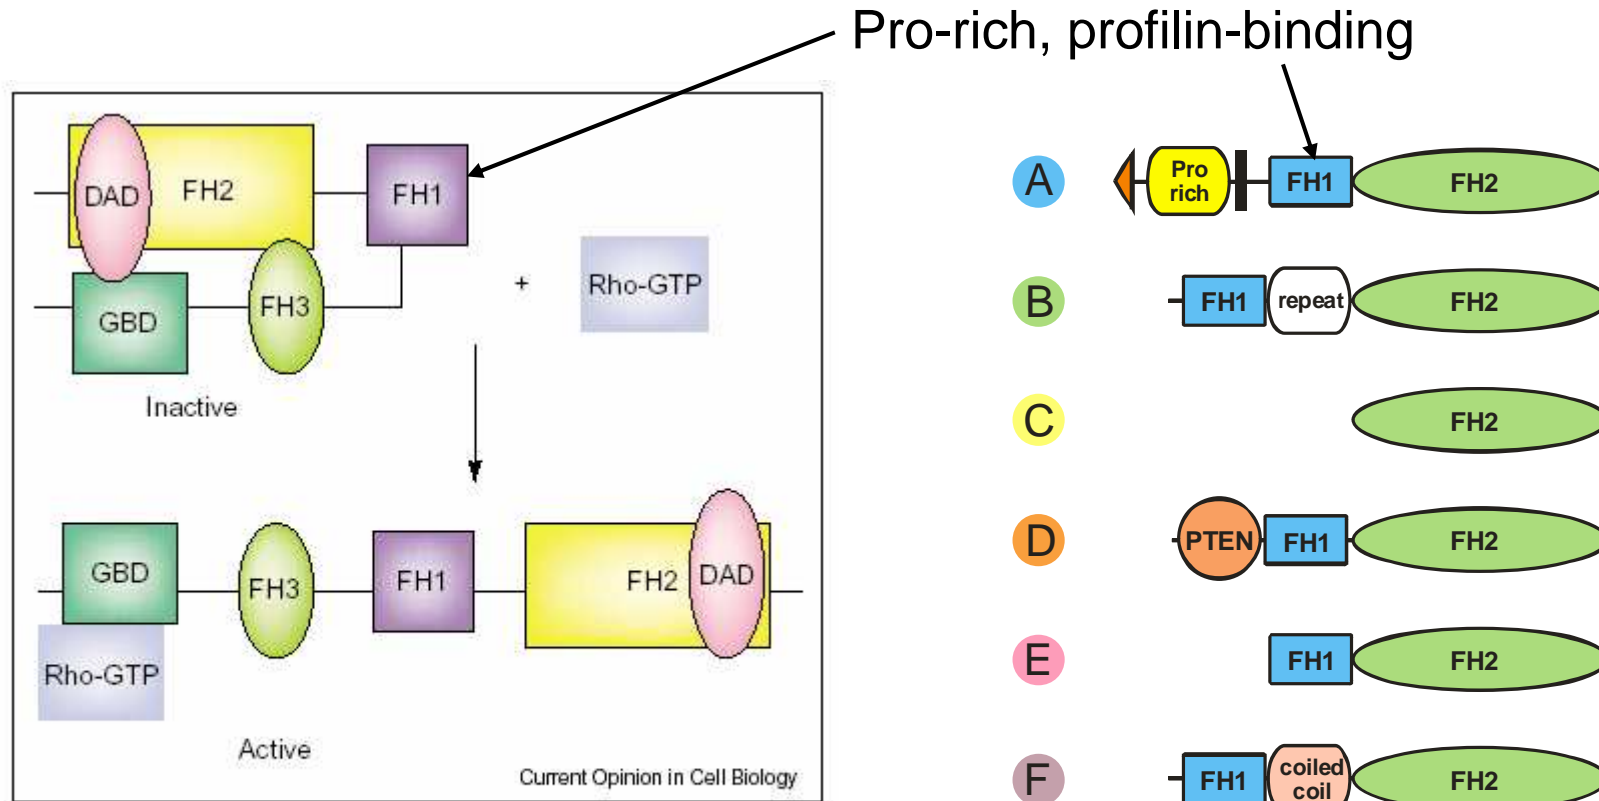 Pro-rich, profilin-binding
DAD
FH2
FH1
GBD
FH3
+
Rho-GTP
Inactive
GBD
FH3
FH1
FH2
DAD
Rho-GTP
Active
Current Opinion in Cell Biology
A
Pro
rich
FH1
FH2
B
FH1
repeat
FH2
C
FH2
D
PTEN
FH1
FH2
E
FH1
FH2
F
FH1
coiled
coil
FH2